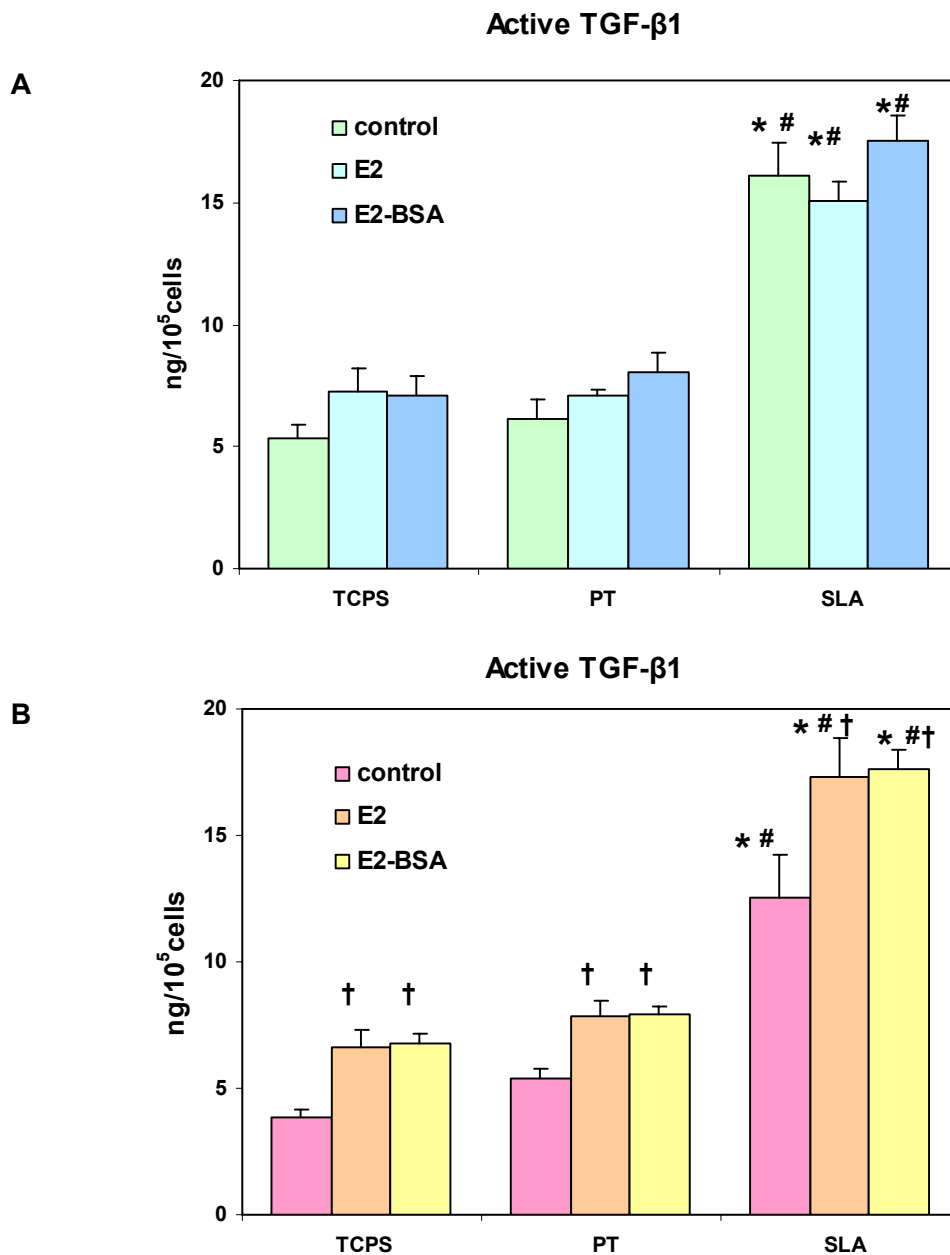 Active TGF-β1
A
20
15
10
5
0
ng/10⁵cells
control
E2
E2-BSA
* #
*#
*#
TCPS PT SLA
Active TGF-β1
B
20
15
10
5
0
ng/10⁵cells
control
E2
E2-BSA
† †
† †
* #
* # †
* #†
TCPS PT SLA